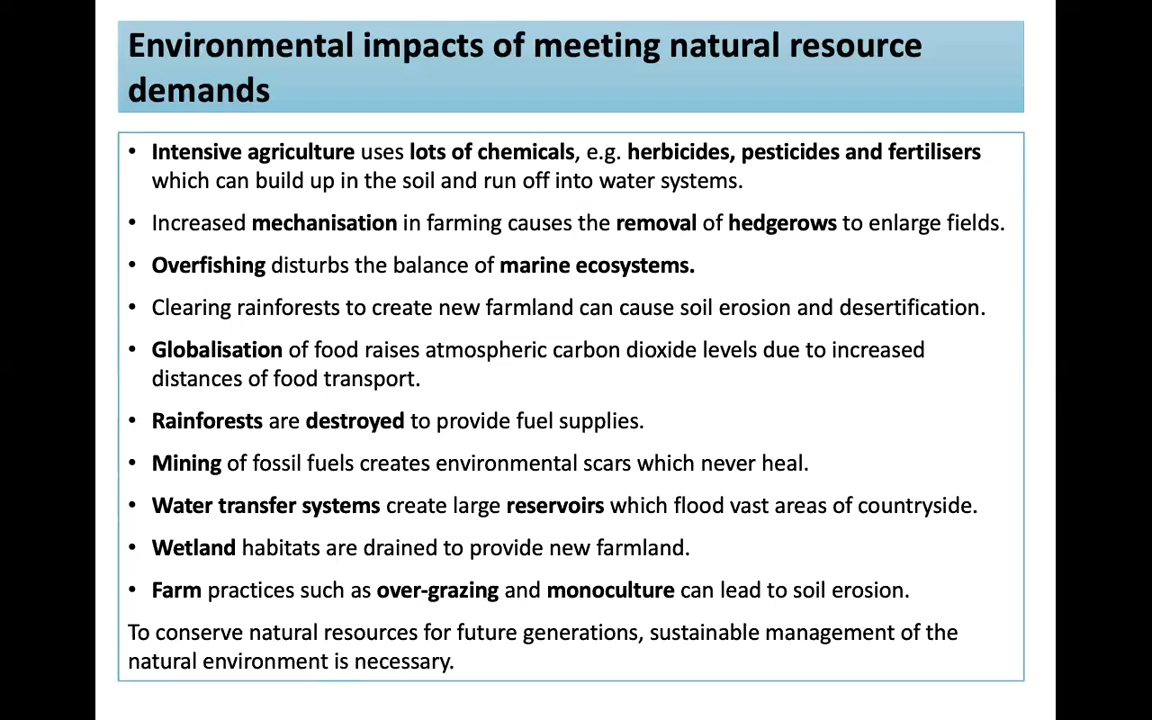 Environmental impacts of meeting natural resource
demands
• Intensive agriculture uses lots of chemicals, e.g. herbicides, pesticides and fertilisers
which can build up in the soil and run off into water systems.
• Increased mechanisation in farming causes the removal of hedgerows to enlarge fields.
• Overfishing disturbs the balance of marine ecosystems.
• Clearing rainforests to create new farmland can cause soil erosion and desertification.
• Globalisation of food raises atmospheric carbon dioxide levels due to increased
distances of food transport.
• Rainforests are destroyed to provide fuel supplies.
• Mining of fossil fuels creates environmental scars which never heal.
• Water transfer systems create large reservoirs which flood vast areas of countryside.
• Wetland habitats are drained to provide new farmland.
• Farm practices such as over-grazing and monoculture can lead to soil erosion.
To conserve natural resources for future generations, sustainable management of the
natural environment is necessary.